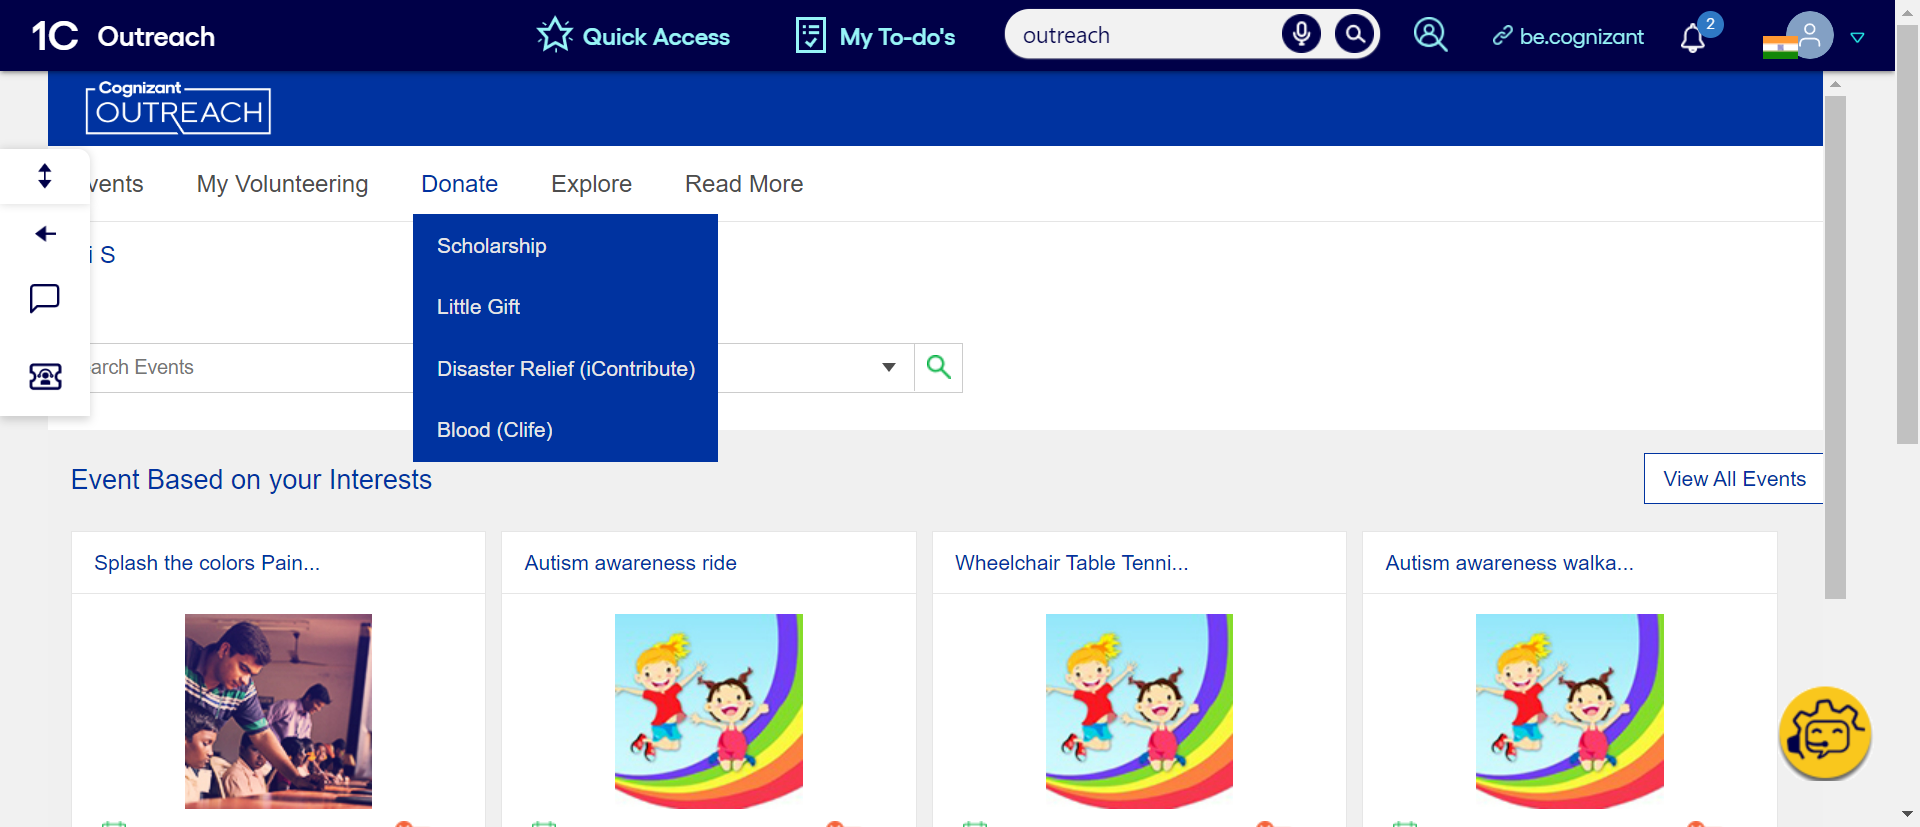 1C Outreach
Quick Access
My To-do's
outreach
be.cognizant
2
Cognizant
OUTREACH
vents
My Volunteering
Donate
Explore
Read More
i S
Scholarship
Little Gift
Disaster Relief (iContribute)
Blood (Clife)
arch Events
Event Based on your Interests
View All Events
Splash the colors Pain...
Autism awareness ride
Wheelchair Table Tenni...
Autism awareness walka...